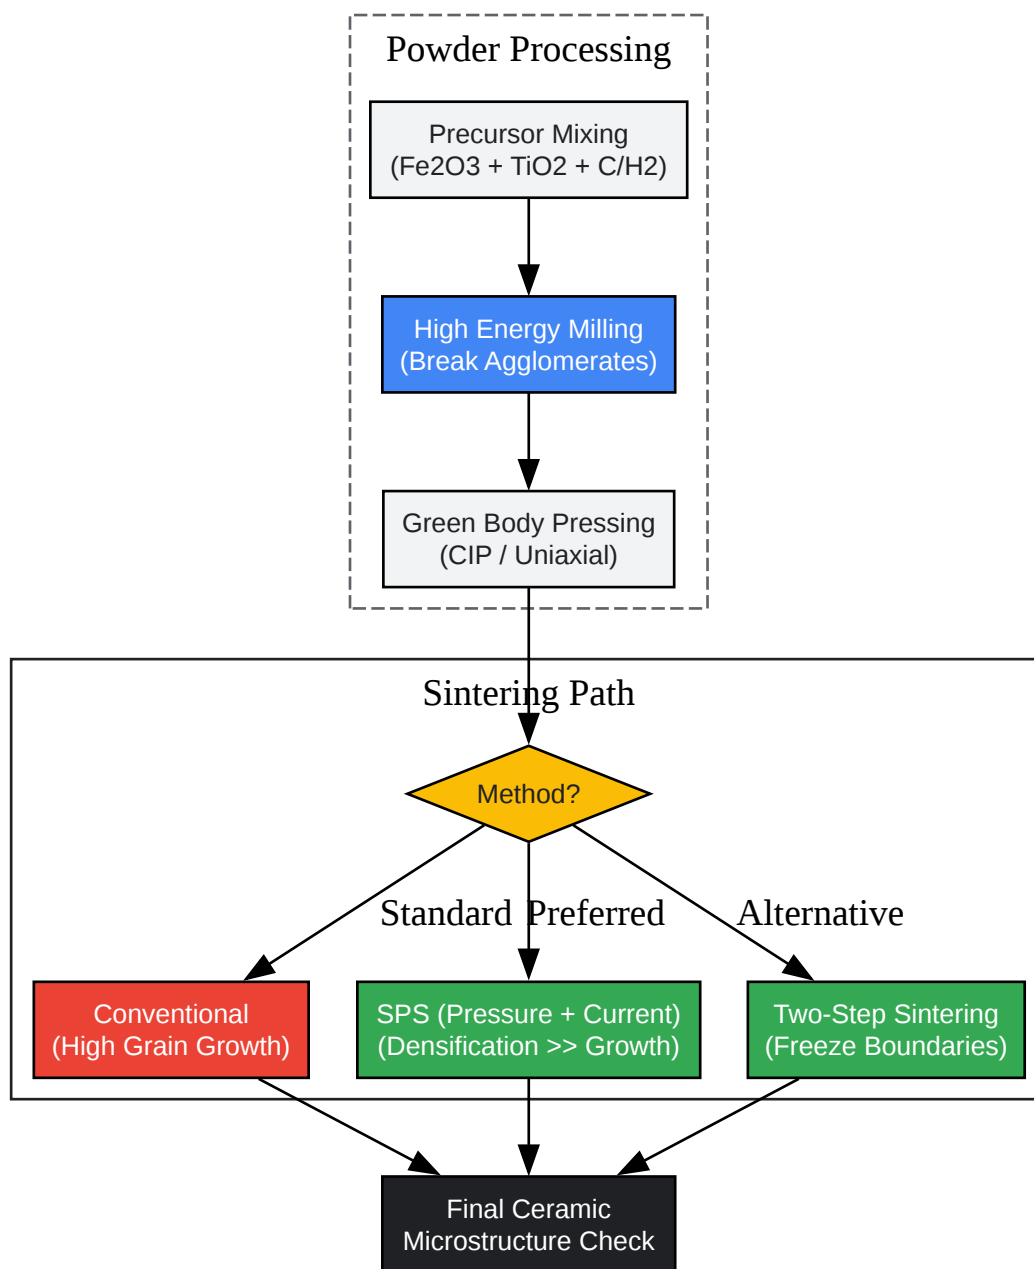 Powder Processing
Precursor Mixing
(Fe2O3 + TiO2 + C/H2)
High Energy Milling
(Break Agglomerates)
Green Body Pressing
(CIP / Uniaxial)
Sintering Path
Method?
Standard
Preferred
Alternative
Conventional
(High Grain Growth)
SPS (Pressure + Current)
(Densification >> Growth)
Two-Step Sintering
(Freeze Boundaries)
Final Ceramic
Microstructure Check